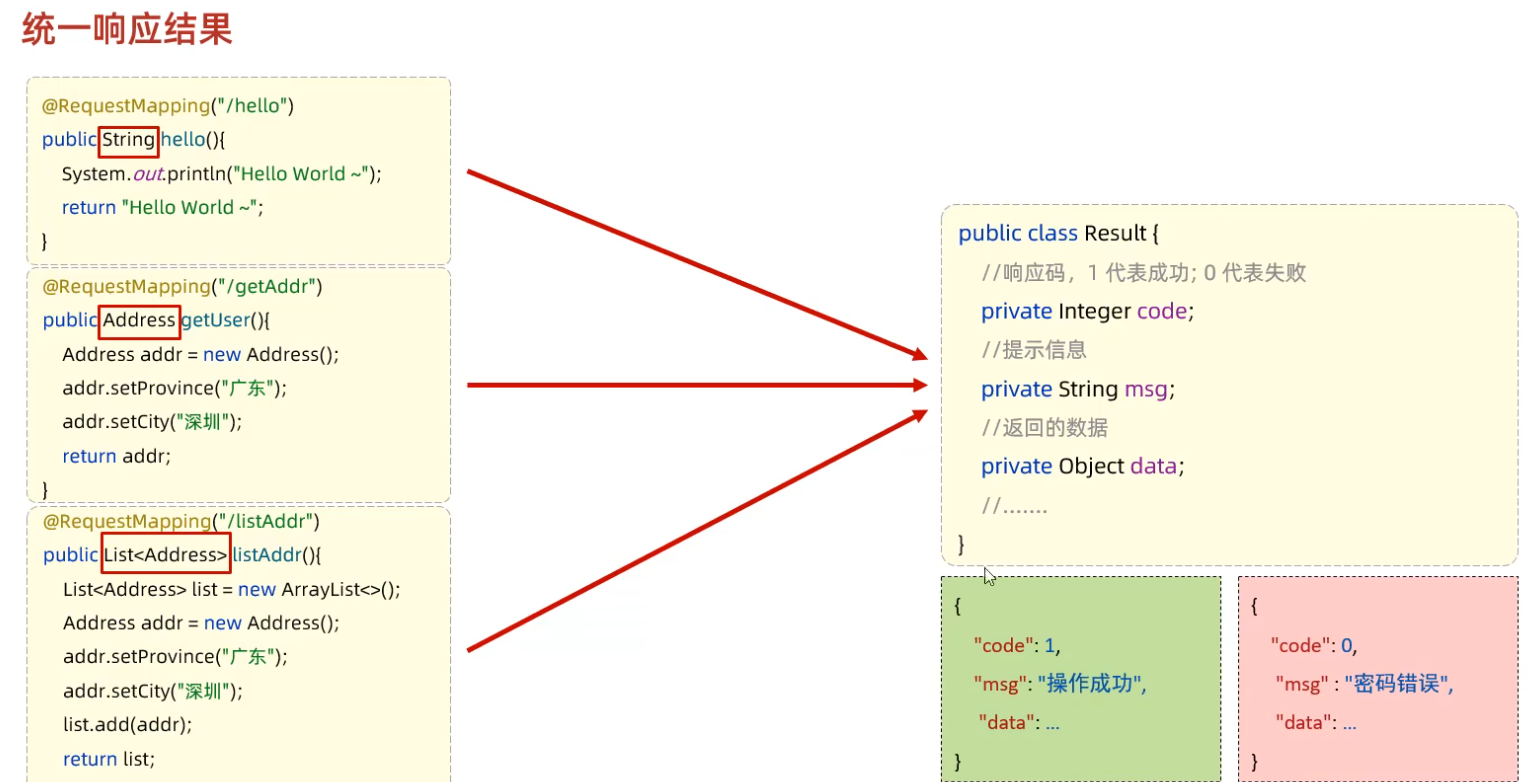 统一响应结果
@RequestMapping("/hello")
public String hello(){
System.out.println("Hello World ~");
return "Hello World ~";
}
@RequestMapping("/getAddr")
public Address getUser(){
Address addr = new Address();
addr.setProvince("广东");
addr.setCity("深圳");
return addr;
}
@RequestMapping("/listAddr")
public List<Address> listAddr(){
List<Address> list = new ArrayList<>();
Address addr = new Address();
addr.setProvince("广东");
addr.setCity("深圳");
list.add(addr);
return list;
public class Result {
//响应码，1 代表成功; 0 代表失败
private Integer code;
//提示信息
private String msg;
//返回的数据
private Object data;
//.......
}
{
"code": 1,
"msg": "操作成功",
"data": ...
}
{
"code": 0,
"msg" : "密码错误",
"data": ...
}